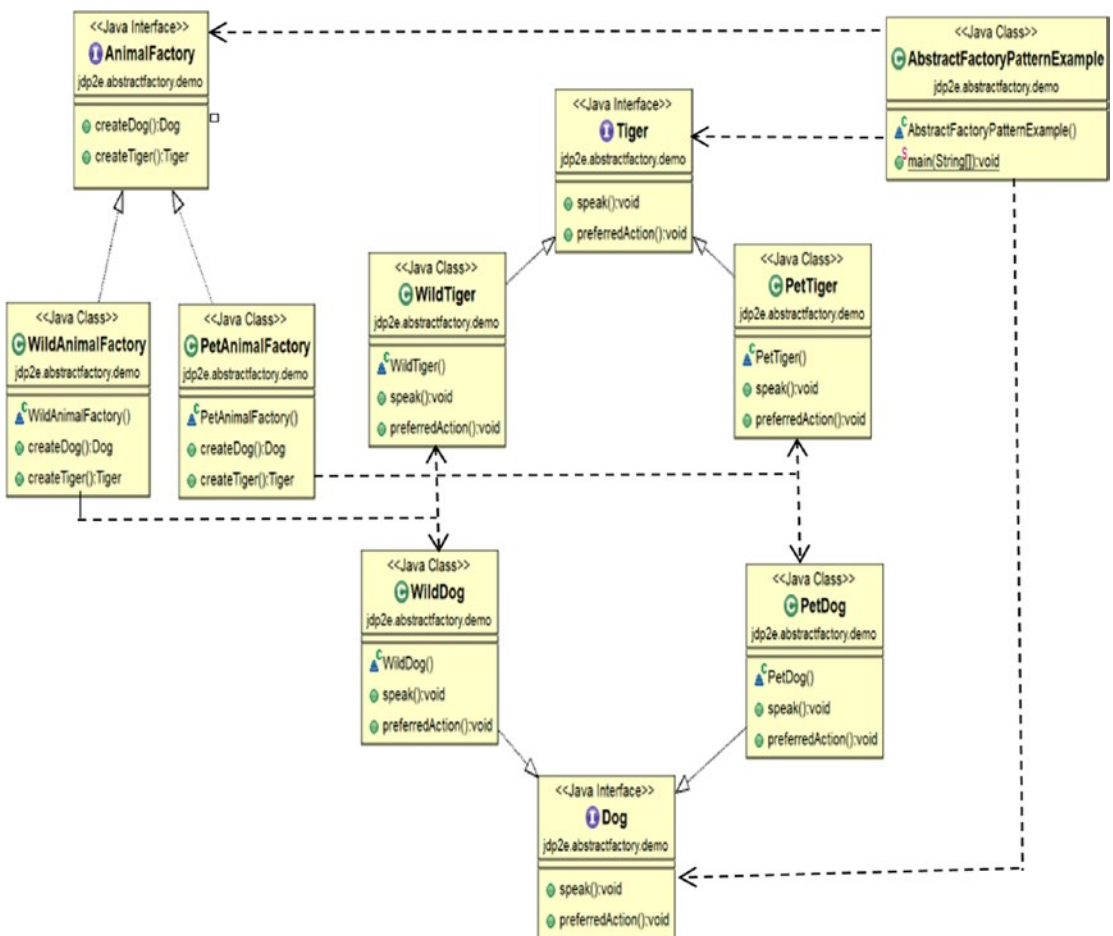 <<Java Interface>>
AnimalFactory
jdp2e.abstractfactory.demo
createDog():Dog
createTiger():Tiger
<<Java Class>>
AbstractFactoryPatternExample
jdp2e.abstractfactory.demo
AbstractFactoryPatternExample()
main(String[]):void
<<Java Interface>>
Tiger
jdp2e.abstractfactory.demo
speak():void
preferredAction():void
<<Java Class>>
WildAnimalFactory
jdp2e.abstractfactory.demo
WildAnimalFactory()
createDog():Dog
createTiger():Tiger
<<Java Class>>
PetAnimalFactory
jdp2e.abstractfactory.demo
PetAnimalFactory()
createDog():Dog
createTiger():Tiger
<<Java Class>>
WildTiger
jdp2e.abstractfactory.demo
WildTiger()
speak():void
preferredAction():void
<<Java Class>>
PetTiger
jdp2e.abstractfactory.demo
PetTiger()
speak():void
preferredAction():void
<<Java Class>>
WildDog
jdp2e.abstractfactory.demo
WildDog()
speak():void
preferredAction():void
<<Java Class>>
PetDog
jdp2e.abstractfactory.demo
PetDog()
speak():void
preferredAction():void
<<Java Interface>>
Dog
jdp2e.abstractfactory.demo
speak():void
preferredAction():void